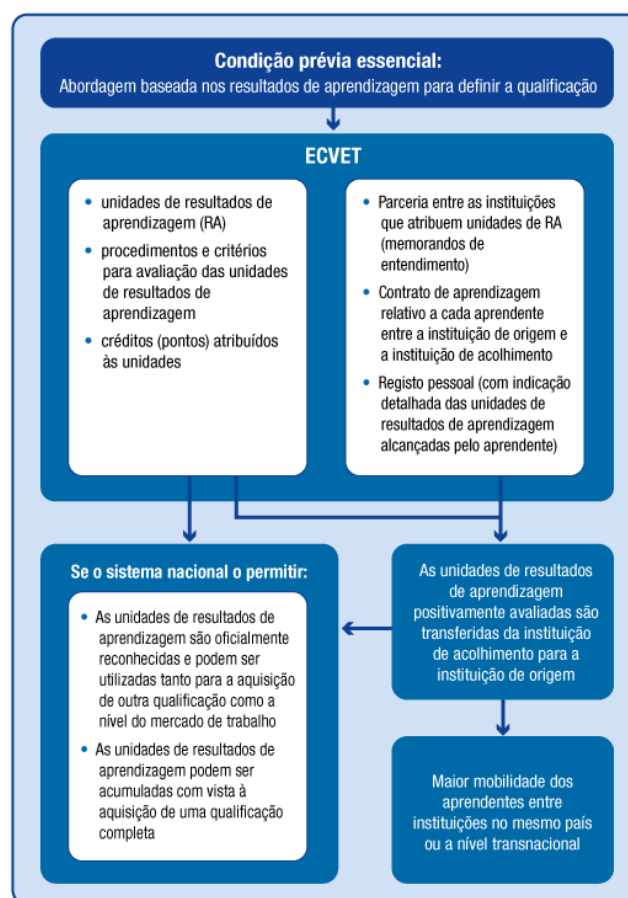 Condição prévia essencial:
Abordagem baseada nos resultados de aprendizagem para definir a qualificação
ECVET
• unidades de resultados de
aprendizagem (RA)
• procedimentos e critérios
para avaliação das unidades
de resultados de
aprendizagem
• créditos (pontos) atribuídos
às unidades
• Parceria entre as instituições
que atribuem unidades de RA
(memorandos de
entendimento)
• Contrato de aprendizagem
relativo a cada aprendente
entre a instituição de origem e
a instituição de acolhimento
• Registo pessoal (com indicação
detalhada das unidades de
resultados de aprendizagem
alcançadas pelo aprendente)
Se o sistema nacional o permitir:
• As unidades de resultados de
aprendizagem são oficialmente
reconhecidas e podem ser
utilizadas tanto para a aquisição
de outra qualificação como a
nível do mercado de trabalho
• As unidades de resultados de
aprendizagem podem ser
acumuladas com vista à
aquisição de uma qualificação
completa
As unidades de resultados
de aprendizagem
positivamente avaliadas são
transferidas da instituição
de acolhimento para a
instituição de origem
Maior mobilidade dos
aprendentes entre
instituições no mesmo país
ou a nível transnacional